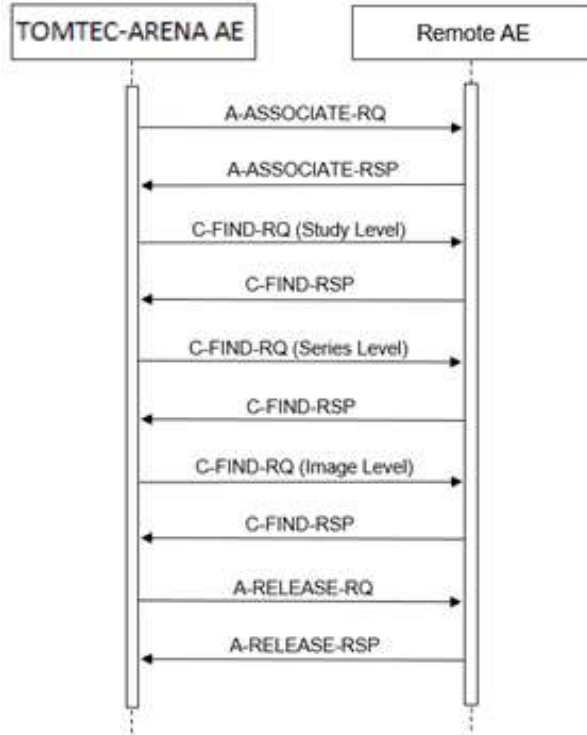 TOMTEC-ARENA AE
Remote AE
A-ASSOCIATE-RQ
A-ASSOCIATE-RSP
C-FIND-RQ (Study Level)
C-FIND-RSP
C-FIND-RQ (Series Level)
C-FIND-RSP
C-FIND-RQ (Image Level)
C-FIND-RSP
A-RELEASE-RQ
A-RELEASE-RSP